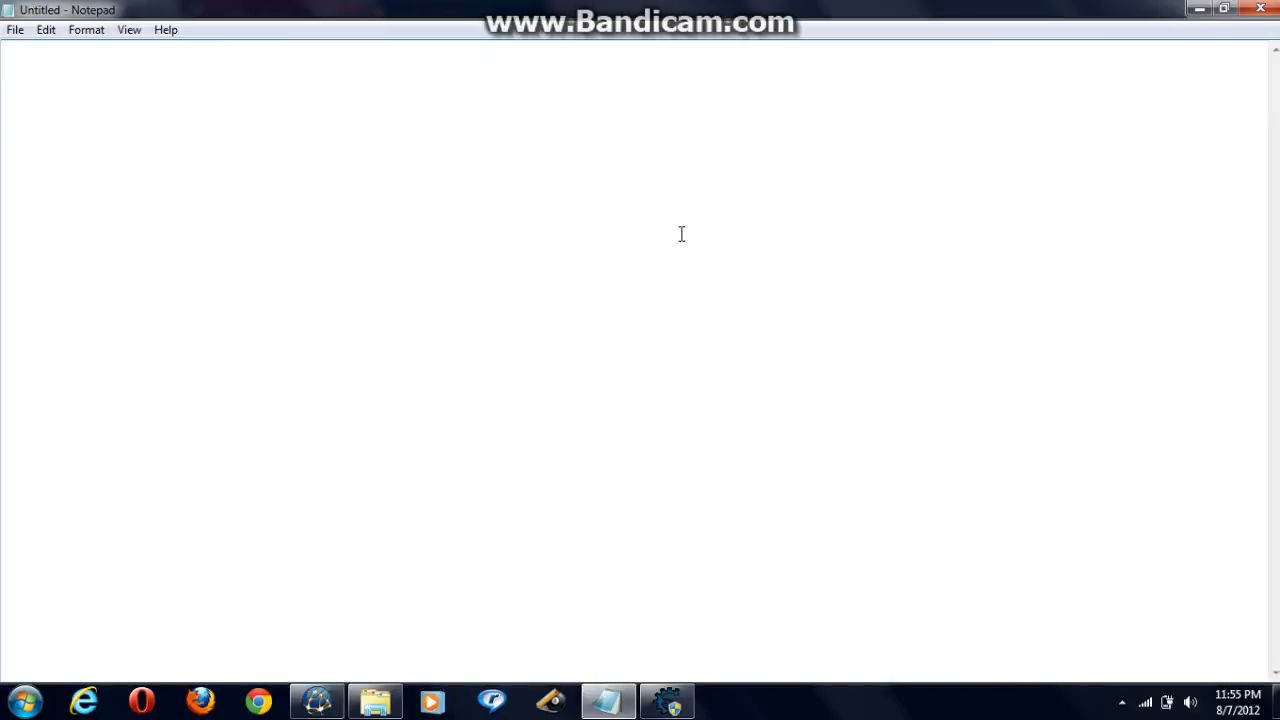 Untitled - Notepad
www.Bandicam.com
File Edit Format View Help
11:55 PM
8/7/2012